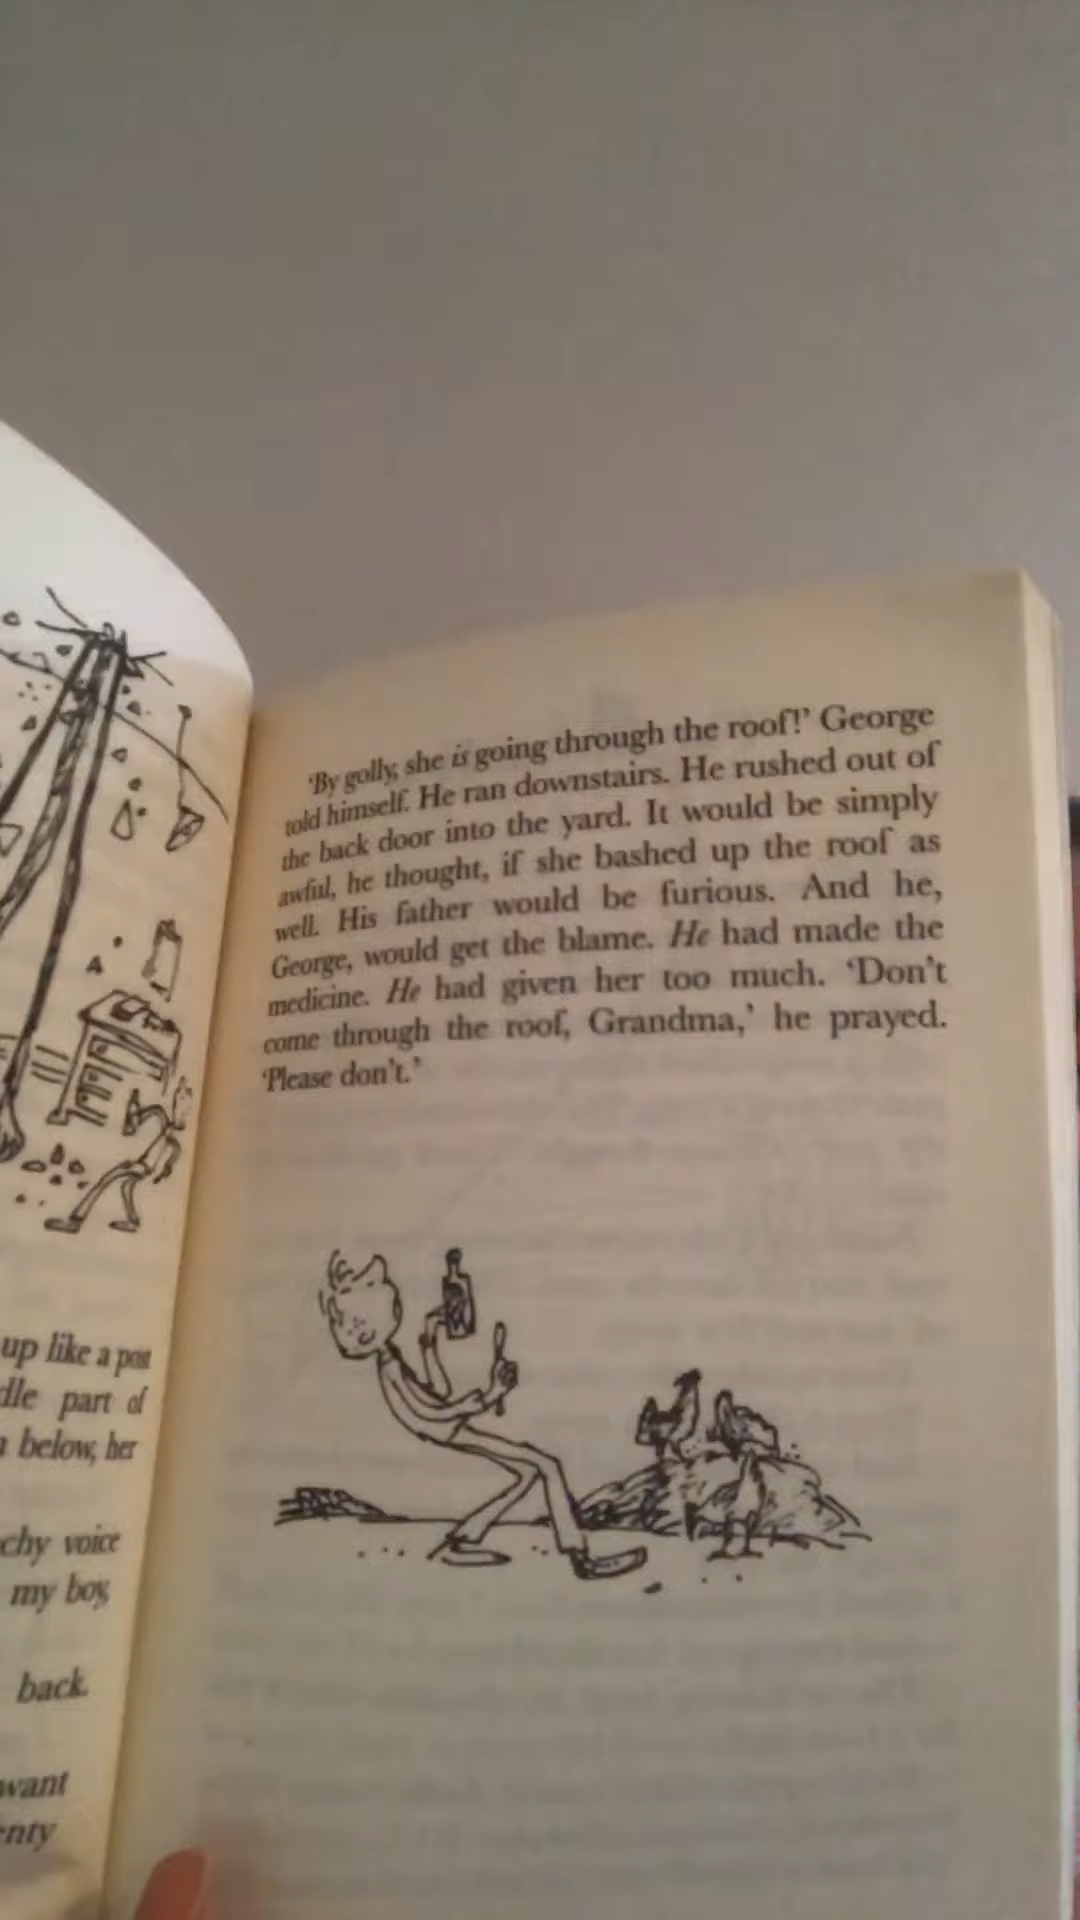 up like a post
part of
below, her
voice
my boy,
back.
want
‘By golly, she is going through the roof!’ George
told himself. He ran downstairs. He rushed out of
the back door into the yard. It would be simply
awful, he thought, if she bashed up the roof as
well. His father would be furious. And he,
George, would get the blame. He had made the
medicine. He had given her too much. ‘Don’t
come through the roof, Grandma,’ he prayed.
‘Please don’t.’